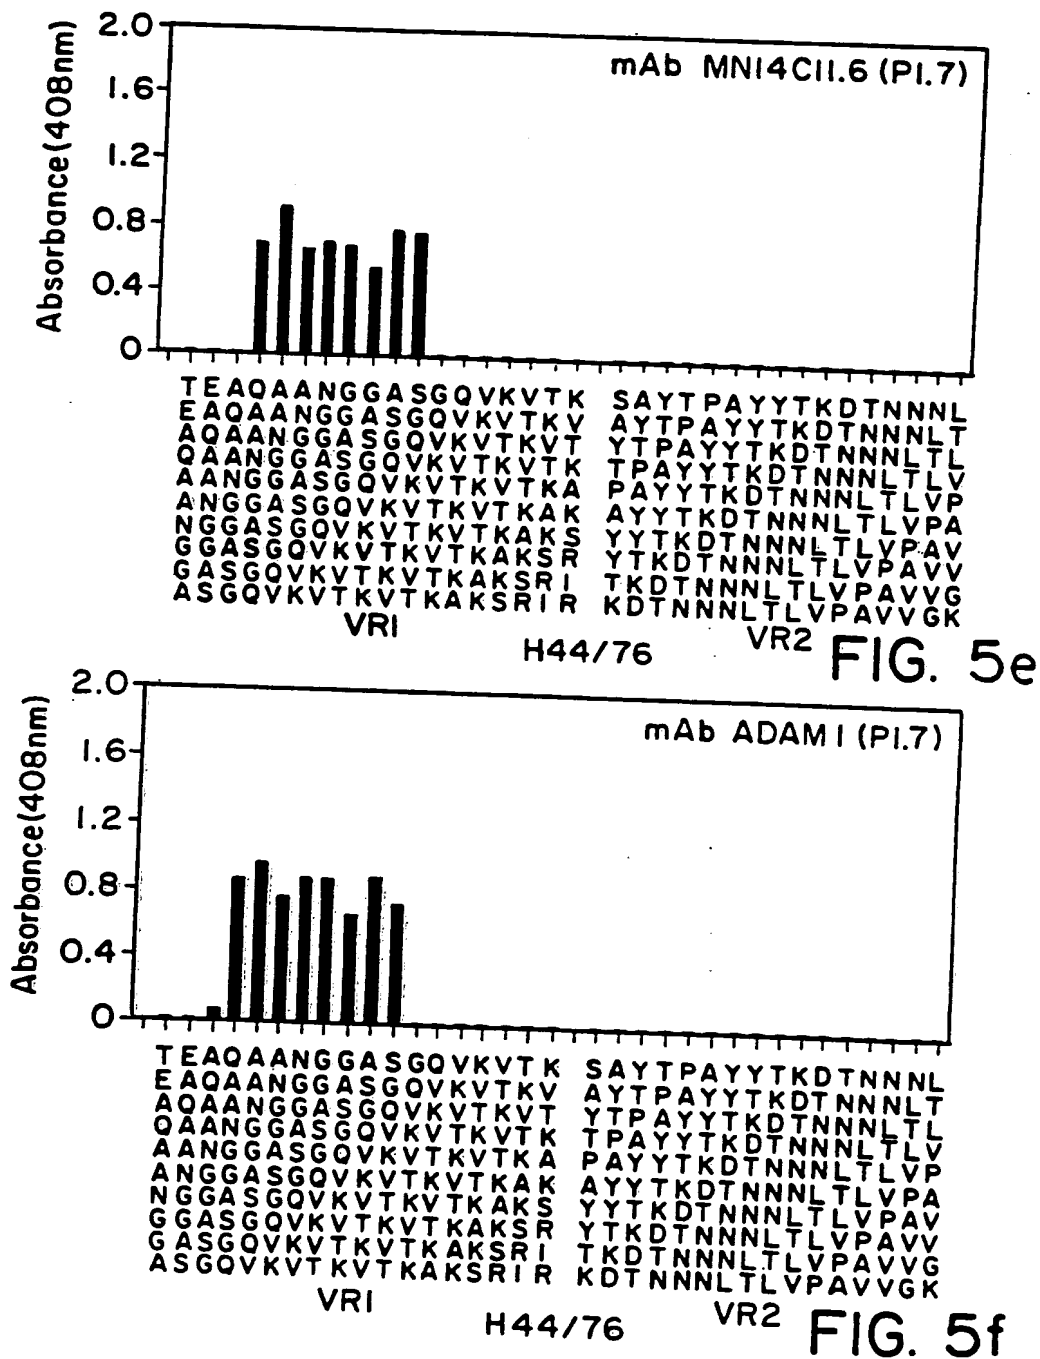 Absorbance(408nm)
2.0
1.6
1.2
0.8
0.4
0
mAb MN14C11.6 (P1.7)
TEAQAANGGASGQVKVTK SAYTPAYYTKDTNNNL
EAQAANGGASGQVKVTKV AYTPAYYTKDTNNNLT
AQAANGGASGQVKVTKVT YTPAYYTKDTNNNLTL
QAANGGASGQVKVTKVTK TPAYYTKDTNNNLTLV
AANGGASGQVKVTKVTKA PAYYTKDTNNNLTLVP
ANGGASGQVKVTKVTKAK AYYTKDTNNNLTLVPA
NGGASGQVKVTKVTKAKS YYTKDTNNNLTLVPAV
GGASGQVKVTKVTKAKSR YTKDTNNNLTLVPAVV
GASGQVKVTKVTKAKSRI TKDTNNNLTLVPAVVG
ASGQVKVTKVTKAKSRIR KDTNNNLTLVPAVVGK
VR1 VR2
H44/76
FIG. 5e
Absorbance(408nm)
2.0
1.6
1.2
0.8
0.4
0
mAb ADAM1 (P1.7)
TEAQAANGGASGQVKVTK SAYTPAYYTKDTNNNL
EAQAANGGASGQVKVTKV AYTPAYYTKDTNNNLT
AQAANGGASGQVKVTKVT YTPAYYTKDTNNNLTL
QAANGGASGQVKVTKVTK TPAYYTKDTNNNLTLV
AANGGASGQVKVTKVTKA PAYYTKDTNNNLTLVP
ANGGASGQVKVTKVTKAK AYYTKDTNNNLTLVPA
NGGASGQVKVTKVTKAKS YYTKDTNNNLTLVPAV
GGASGQVKVTKVTKAKSR YTKDTNNNLTLVPAVV
GASGQVKVTKVTKAKSRI TKDTNNNLTLVPAVVG
ASGQVKVTKVTKAKSRIR KDTNNNLTLVPAVVGK
VR1 VR2
H44/76
FIG. 5f